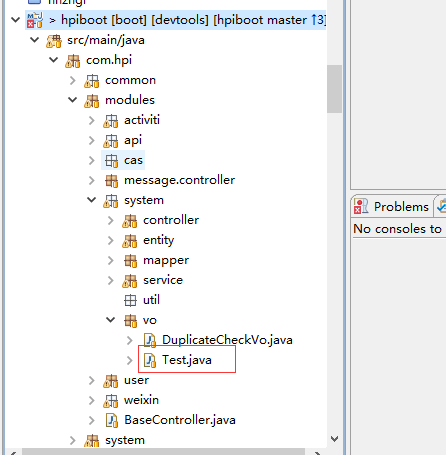 > hpiboot [boot] [devtools] [hpiboot master ↑3]
src/main/java
com.hpi
common
modules
activiti
api
cas
message.controller
system
controller
entity
mapper
service
util
vo
DuplicateCheckVo.java
Test.java
user
weixin
BaseController.java
system
Problems
No consoles to